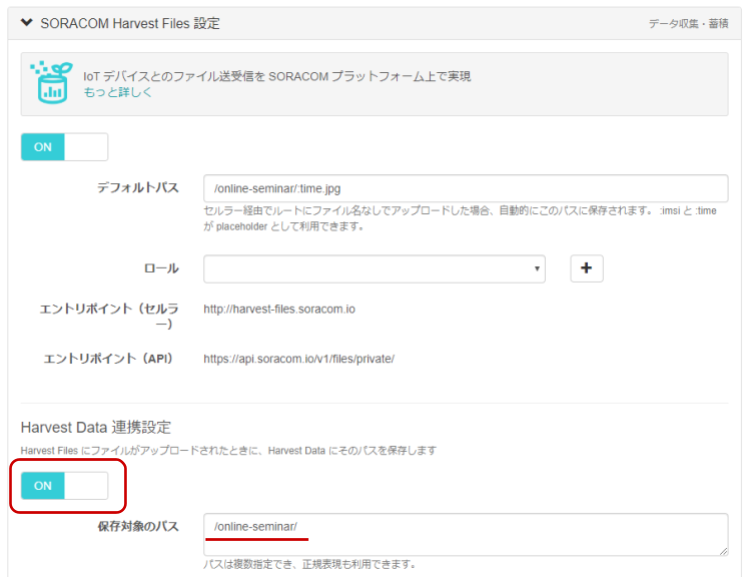 SORACOM Harvest Files 設定
データ収集・蓄積
IoT デバイスとのファイル送受信を SORACOM プラットフォーム上で実現
もっと詳しく
ON
デフォルトパス
/online-seminar/:time.jpg
セルラー経由でルートにファイル名なしでアップロードした場合、自動的にこのパスに保存されます。 :imsi と :time
が placeholder として利用できます。
ロール
+
エントリポイント（セルラ
ー）
http://harvest-files.soracom.io
エントリポイント（API）
https://api.soracom.io/v1/files/private/
Harvest Data 連携設定
Harvest Files にファイルがアップロードされたときに、Harvest Data にそのパスを保存します
ON
保存対象のパス
/online-seminar/
パスは複数指定でき、正規表現も利用できます。